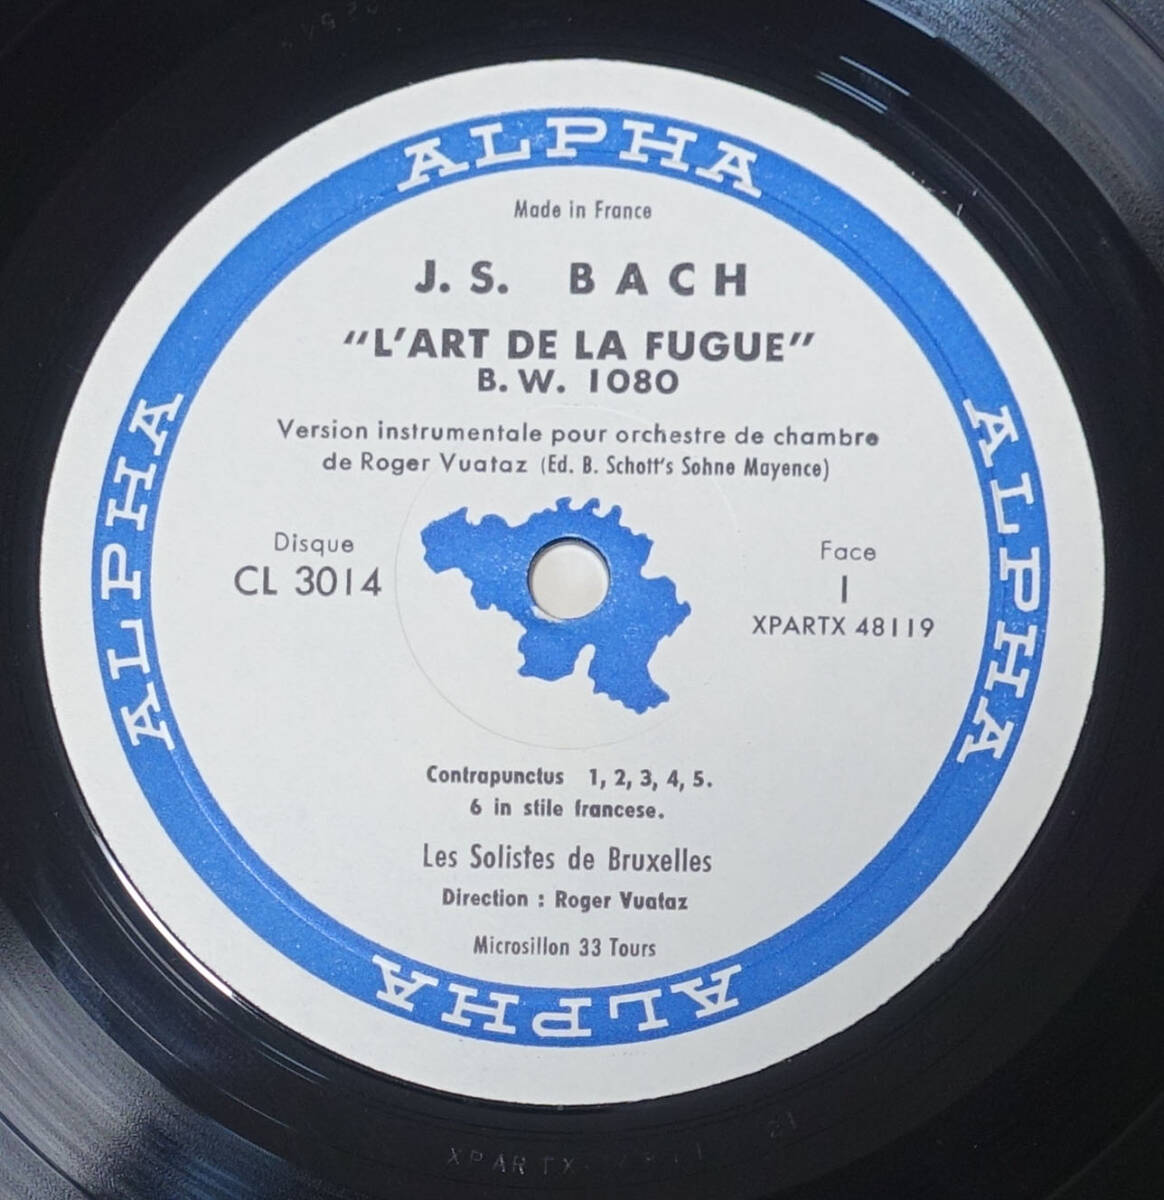 ALPHA
Made in France
J. S. BACH
"L'ART DE LA FUGUE"
B. W. 1080
Version instrumentale pour orchestre de chambre
de Roger Vuataz (Ed. B. Schott's Sohne Mayence)
ALPHA
ALPHA
Disque
CL 3014
Face
I
XPARTX 48119
Contrapunctus 1, 2, 3, 4, 5.
6 in stile francese.
Les Solistes de Bruxelles
Direction : Roger Vuataz
Microsillon 33 Tours
ALPHA
XPARTX
21